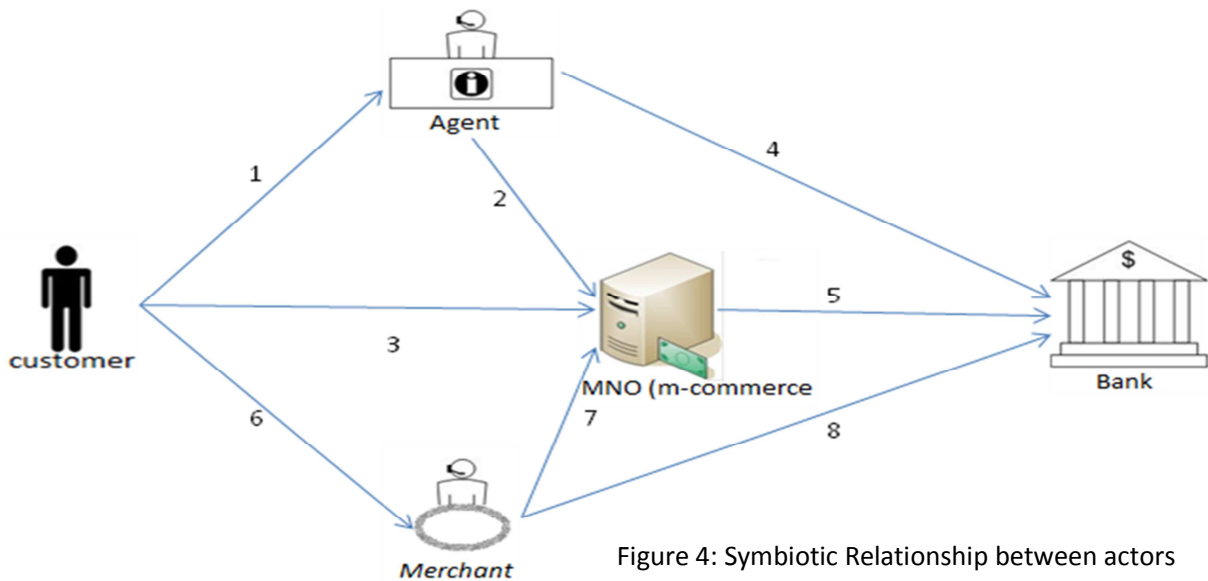 i
Agent
1
2
4
$
customer
3
5
MNO (m-commerce
Bank
6
7
8
Merchant
Figure 4: Symbiotic Relationship between actors